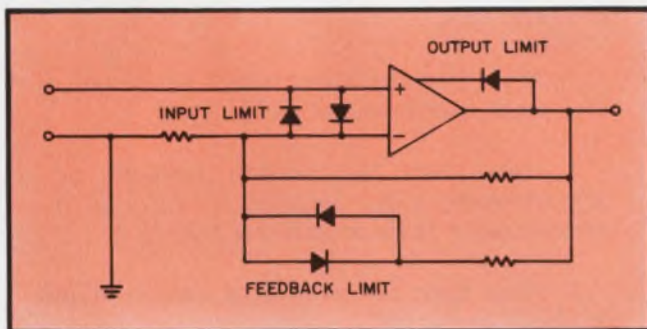 OUTPUT LIMIT
INPUT LIMIT
+
−
FEEDBACK LIMIT